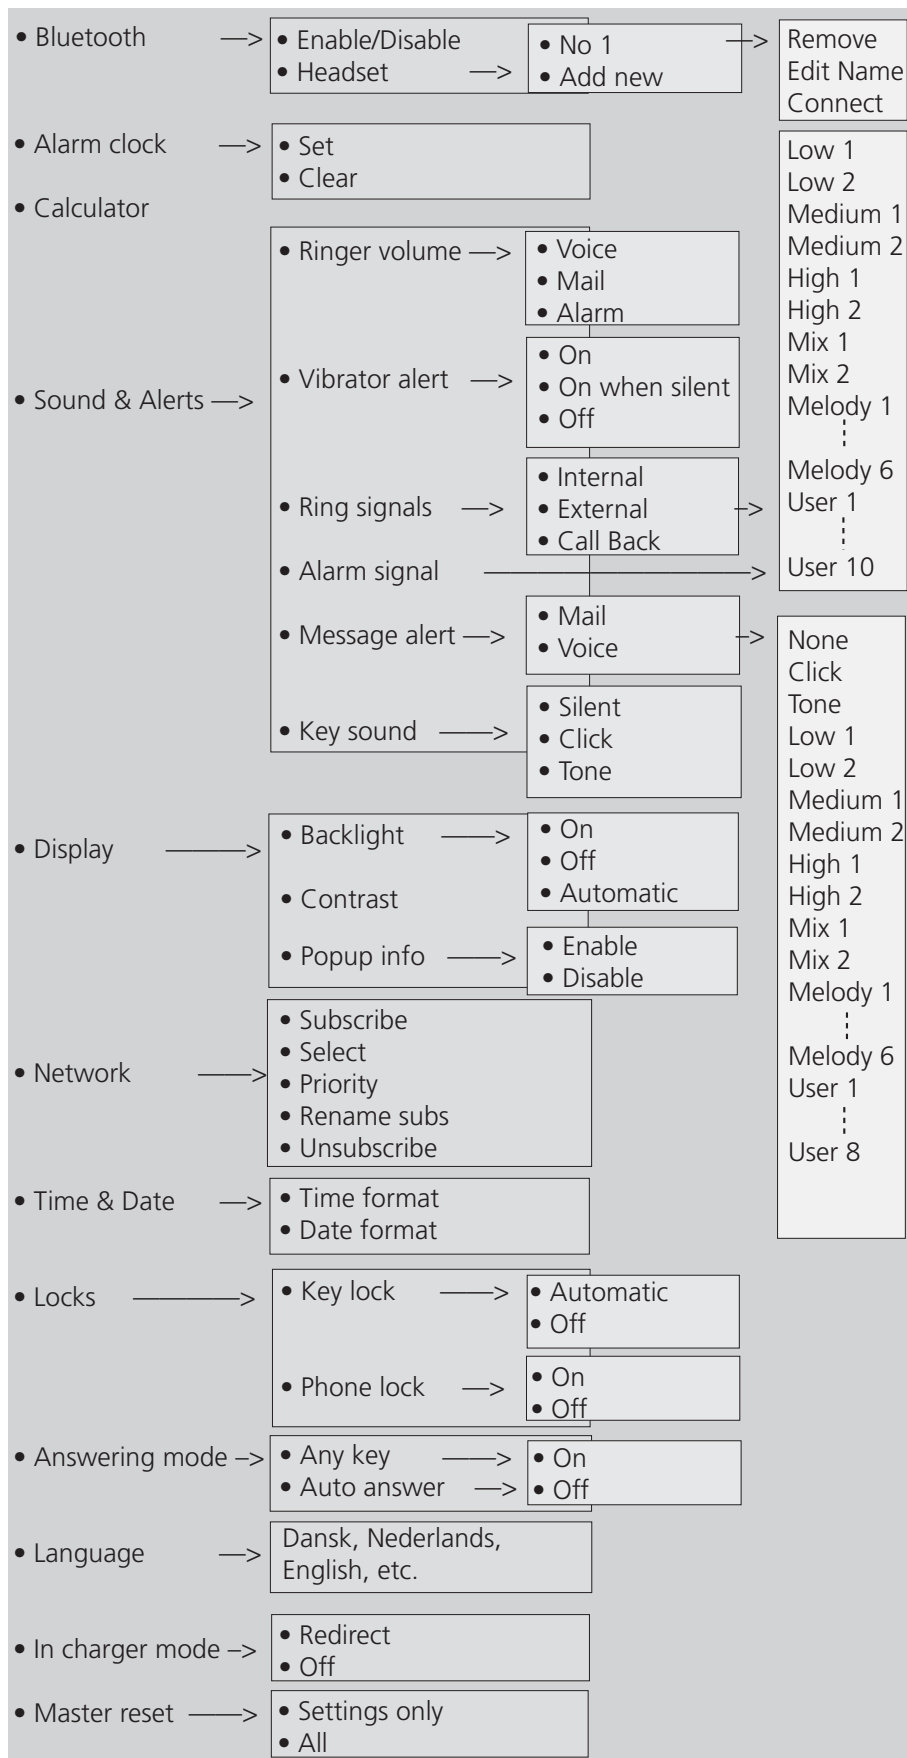 • Bluetooth —> • Enable/Disable
• Headset —> • No 1 —> Remove
• Add new
Edit Name
Connect
• Alarm clock —> • Set
• Clear
• Calculator
• Sound & Alerts —>
• Ringer volume —> • Voice
• Mail
• Alarm
• Vibrator alert —> • On
• On when silent
• Off
• Ring signals —> • Internal
• External –>
• Call Back
• Alarm signal —————————>
Low 1
Low 2
Medium 1
Medium 2
High 1
High 2
Mix 1
Mix 2
Melody 1
Melody 6
User 1
User 10
• Message alert —> • Mail
• Voice –>
• Key sound ——> • Silent
• Click
• Tone
None
Click
Tone
Low 1
Low 2
Medium 1
Medium 2
High 1
High 2
Mix 1
Mix 2
Melody 1
Melody 6
User 1
User 8
• Display ———>
• Backlight ——> • On
• Off
• Automatic
• Contrast
• Popup info ——> • Enable
• Disable
• Network ——>
• Subscribe
• Select
• Priority
• Rename subs
• Unsubscribe
• Time & Date —> • Time format
• Date format
• Locks ————> • Key lock ——> • Automatic
• Off
• Phone lock —> • On
• Off
• Answering mode –> • Any key ——> • On
• Auto answer —> • Off
• Language —> Dansk, Nederlands,
English, etc.
• In charger mode –> • Redirect
• Off
• Master reset ——> • Settings only
• All